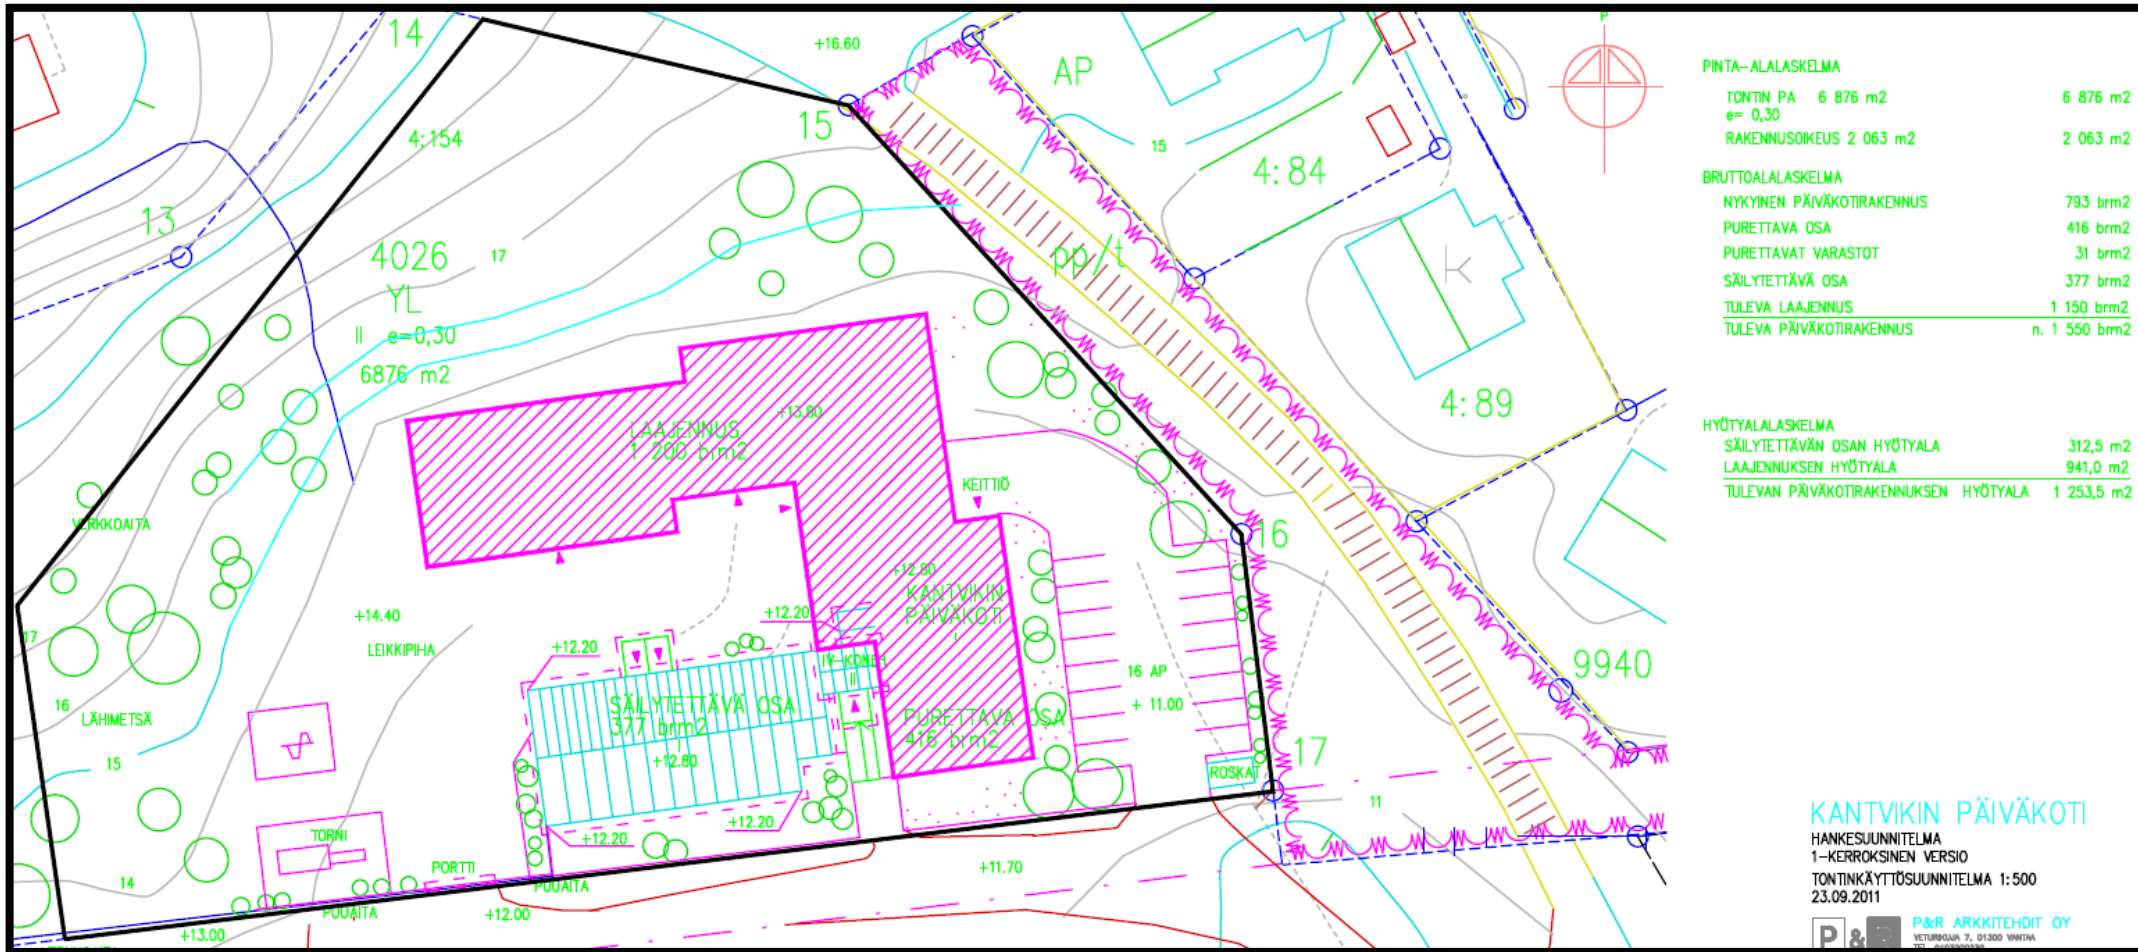 14
+16.60
AP
P
15
4:154
15
4:84
13
4026
17
YL
pp/t
II e=0,30
6876 m2
4:89
+13.80
LAAJENNUS
1 200 brm2
KEITTIÖ
VERKKOAITA
16
+12.80
KANTVIKIN
PÄIVÄKOTI
I
+14.40
+12.20
LEIKKIPIHA
+12.20
17
IV-KONEH
II
16 AP
9940
16
LÄHIMETSÄ
SÄILYTETTÄVÄ OSA
377 brm2
I
+12.80
PURETTAVA OSA
416 brm2
+ 11.00
17
15
ROSKAT
11
TORNI
+12.20
+12.20
14
PORTTI
+11.70
PUUAITA
PUUAITA
+12.00
+13.00
PINTA-ALALASKELMA
TONTIN PA 6 876 m2 6 876 m2
e= 0,30
RAKENNUSOIKEUS 2 063 m2 2 063 m2
BRUTTOALALASKELMA
NYKYINEN PÄIVÄKOTIRAKENNUS 793 brm2
PURETTAVA OSA 416 brm2
PURETTAVAT VARASTOT 31 brm2
SÄILYTETTÄVÄ OSA 377 brm2
TULEVA LAAJENNUS 1 150 brm2
TULEVA PÄIVÄKOTIRAKENNUS n. 1 550 brm2
HYÖTYALALASKELMA
SÄILYTETTÄVÄN OSAN HYÖTYALA 312,5 m2
LAAJENNUKSEN HYÖTYALA 941,0 m2
TULEVAN PÄIVÄKOTIRAKENNUKSEN HYÖTYALA 1 253,5 m2
KANTVIKIN PÄIVÄKOTI
HANKESUUNNITELMA
1-KERROKSINEN VERSIO
TONTINKÄYTTÖSUUNNITELMA 1:500
23.09.2011
P & R
P&R ARKKITEHDIT OY
VETURIKUJA 7, 01300 VANTAA